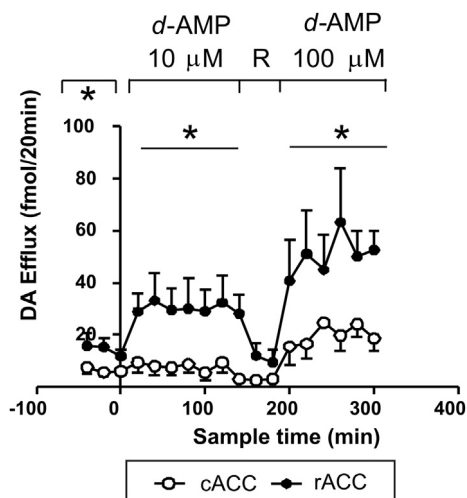 d-AMP d-AMP
10 μM R 100 μM
* * *
100
80
60
40
20
DA Efflux (fmol/20min)
-100 0 100 200 300 400
Sample time (min)
cACC rACC